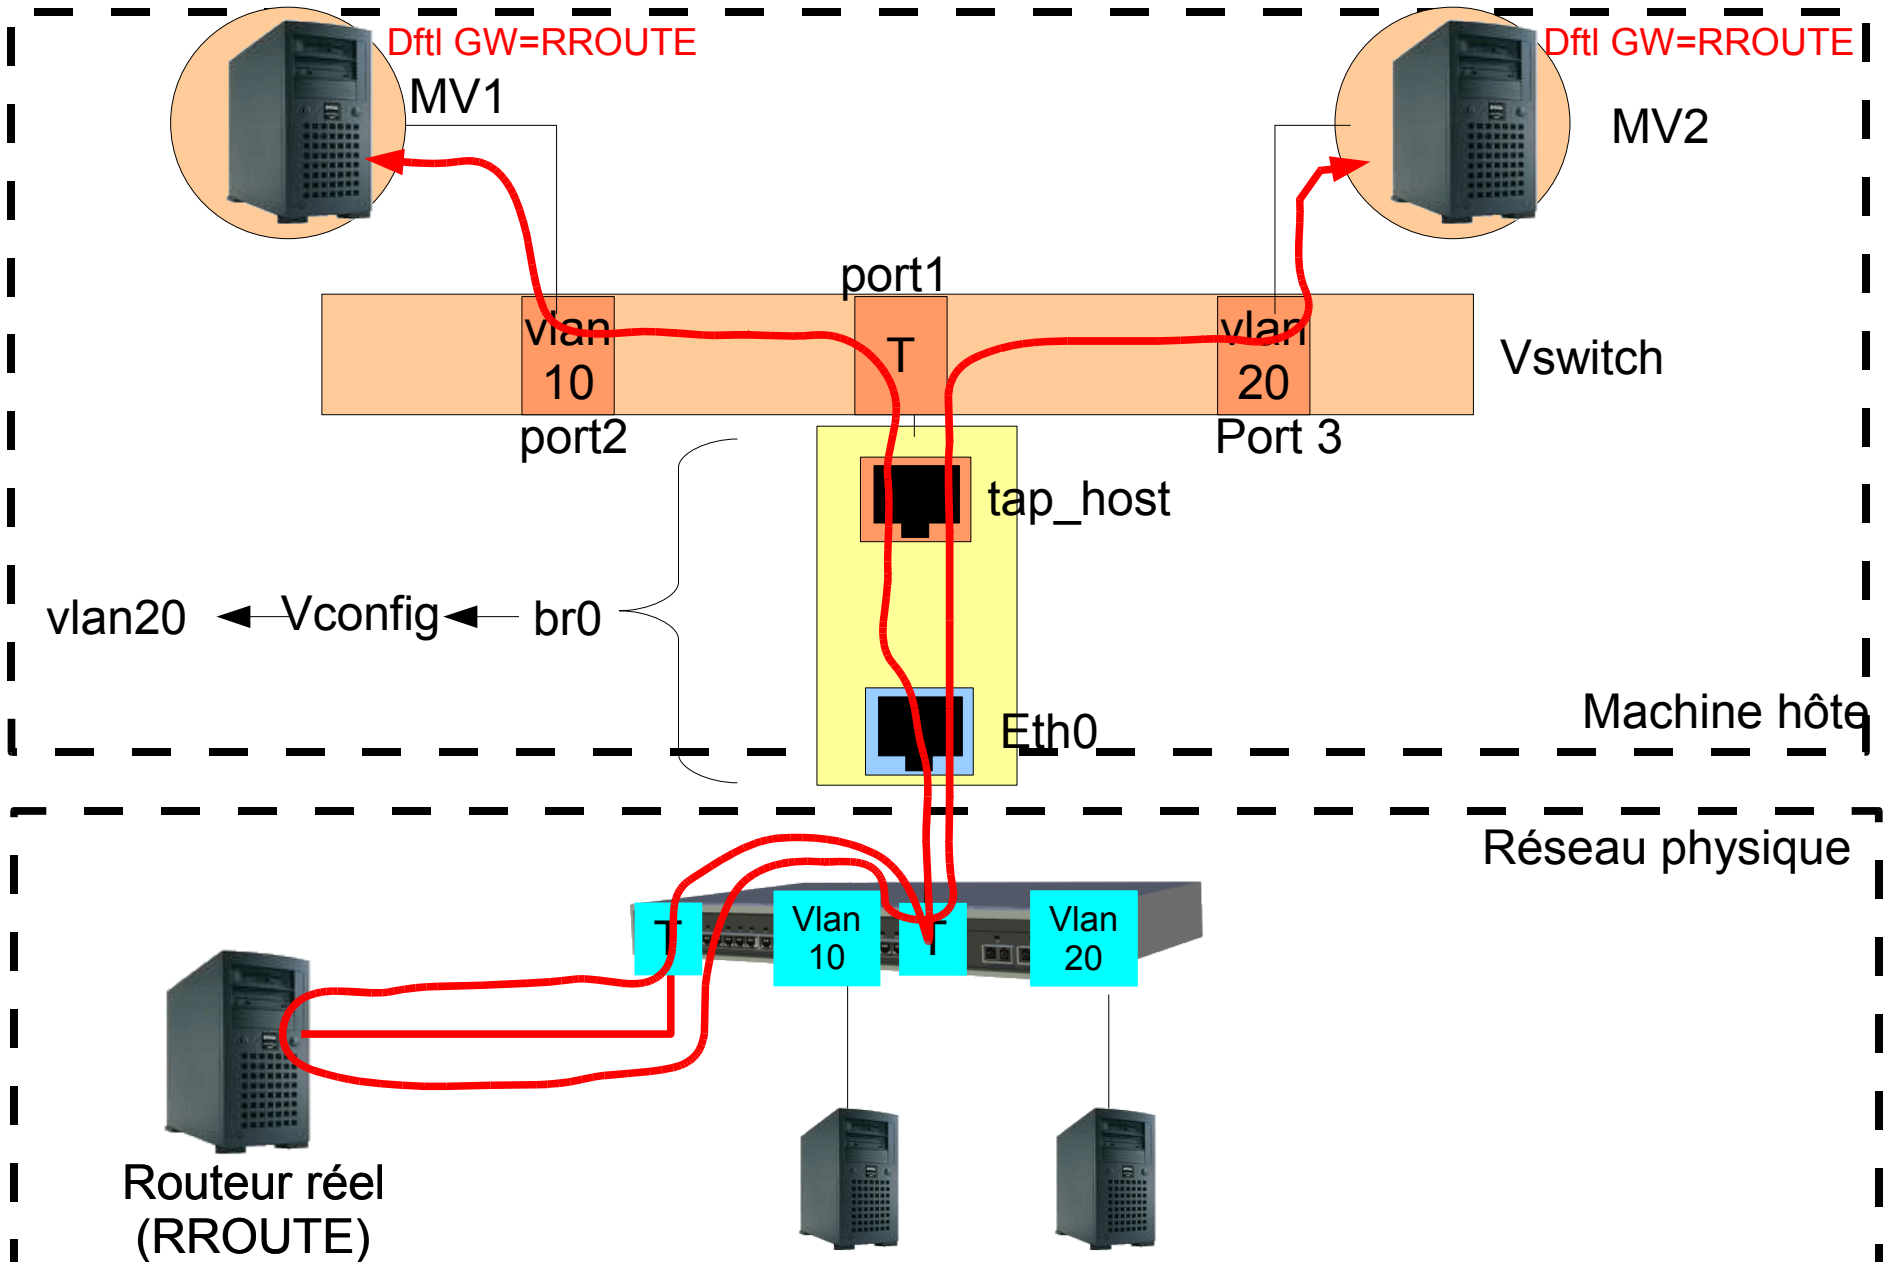 Dftl GW=RROUTE
Dftl GW=RROUTE
MV1
MV2
port1
vlan
10
T
vlan
20
Vswitch
port2
Port 3
tap_host
vlan20
Vconfig
br0
Eth0
Machine hôte
Réseau physique
T
Vlan
10
T
Vlan
20
Routeur réel
(RROUTE)